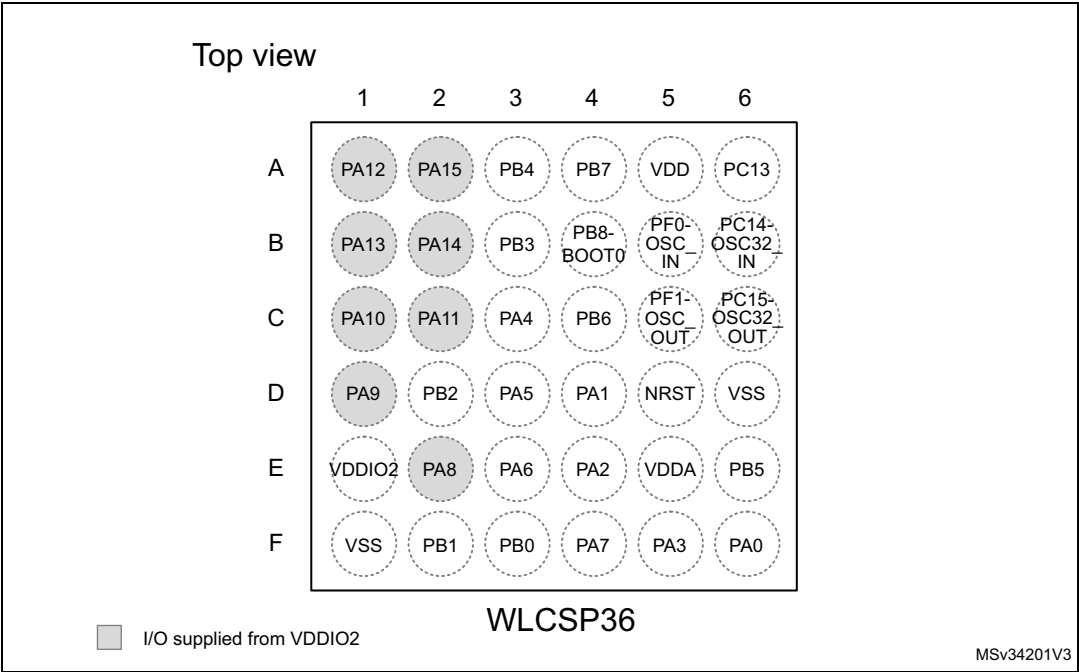 Top view
1 2 3 4 5 6
A PA12 PA15 PB4 PB7 VDD PC13
B PA13 PA14 PB3 PB8-BOOT0 PF0-OSC_IN PC14-OSC32_IN
C PA10 PA11 PA4 PB6 PF1-OSC_OUT PC15-OSC32_OUT
D PA9 PB2 PA5 PA1 NRST VSS
E VDDIO2 PA8 PA6 PA2 VDDA PB5
F VSS PB1 PB0 PA7 PA3 PA0
WLCSP36
I/O supplied from VDDIO2
MSv34201V3